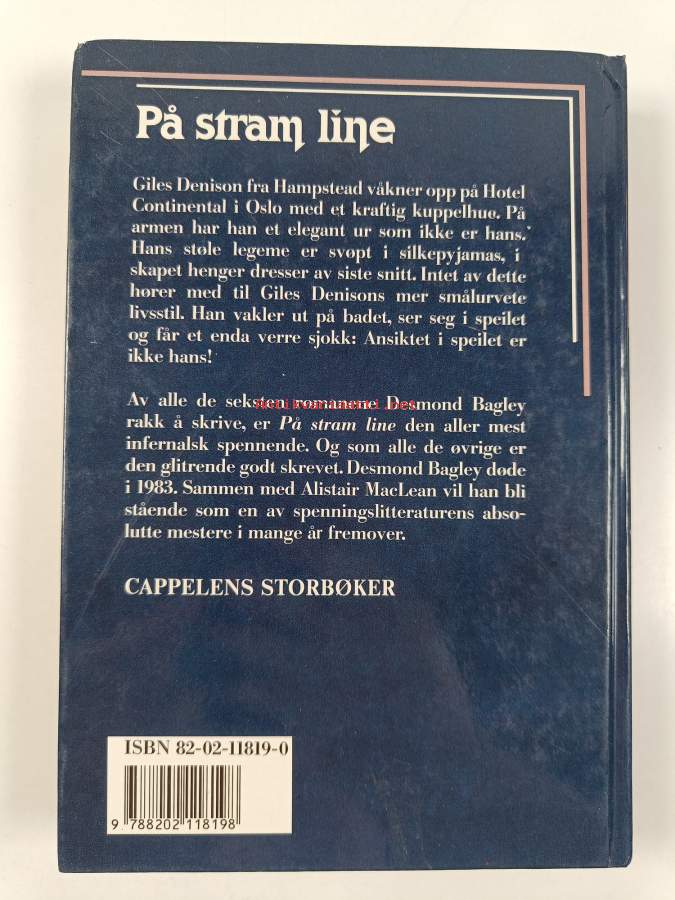 På stram line
Giles Denison fra Hampstead våkner opp på Hotel
Continental i Oslo med et kraftig kuppelhue. På
armen har han et elegant ur som ikke er hans.
Hans støle legeme er svøpt i silkepyjamas, i
skapet henger dresser av siste snitt. Intet av dette
hører med til Giles Denisons mer smålurvete
livsstil. Han vakler ut på badet, ser seg i speilet
og får et enda verre sjokk: Ansiktet i speilet er
ikke hans!
Av alle de seksten romanene Desmond Bagley
antikvariaatti.net
rakk å skrive, er På stram line den aller mest
infernalsk spennende. Og som alle de øvrige er
den glitrende godt skrevet. Desmond Bagley døde
i 1983. Sammen med Alistair MacLean vil han bli
stående som en av spenningslitteraturens abso-
lutte mestere i mange år fremover.
CAPPELENS STORBØKER
ISBN 82-02-11819-0
9 788202 118198